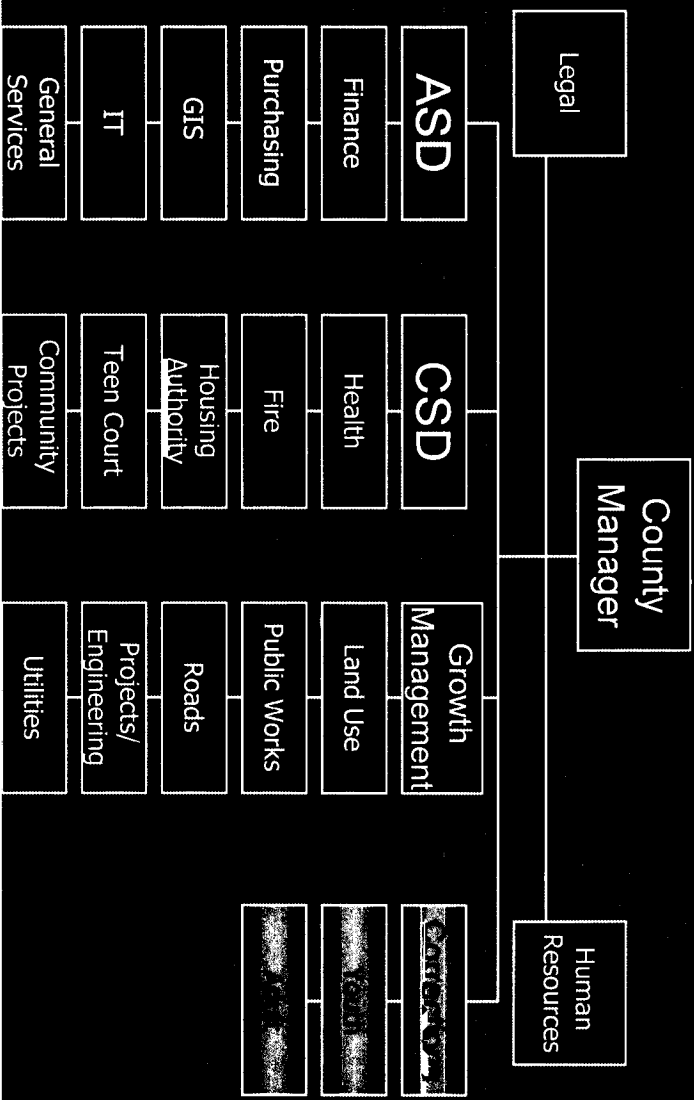 County
Manager
Legal
Human
Resources
ASD
Finance
Purchasing
GIS
IT
General
Services
CSD
Health
Fire
Housing
Authority
Teen Court
Community
Projects
Growth
Management
Land Use
Public Works
Roads
Projects/
Engineering
Utilities